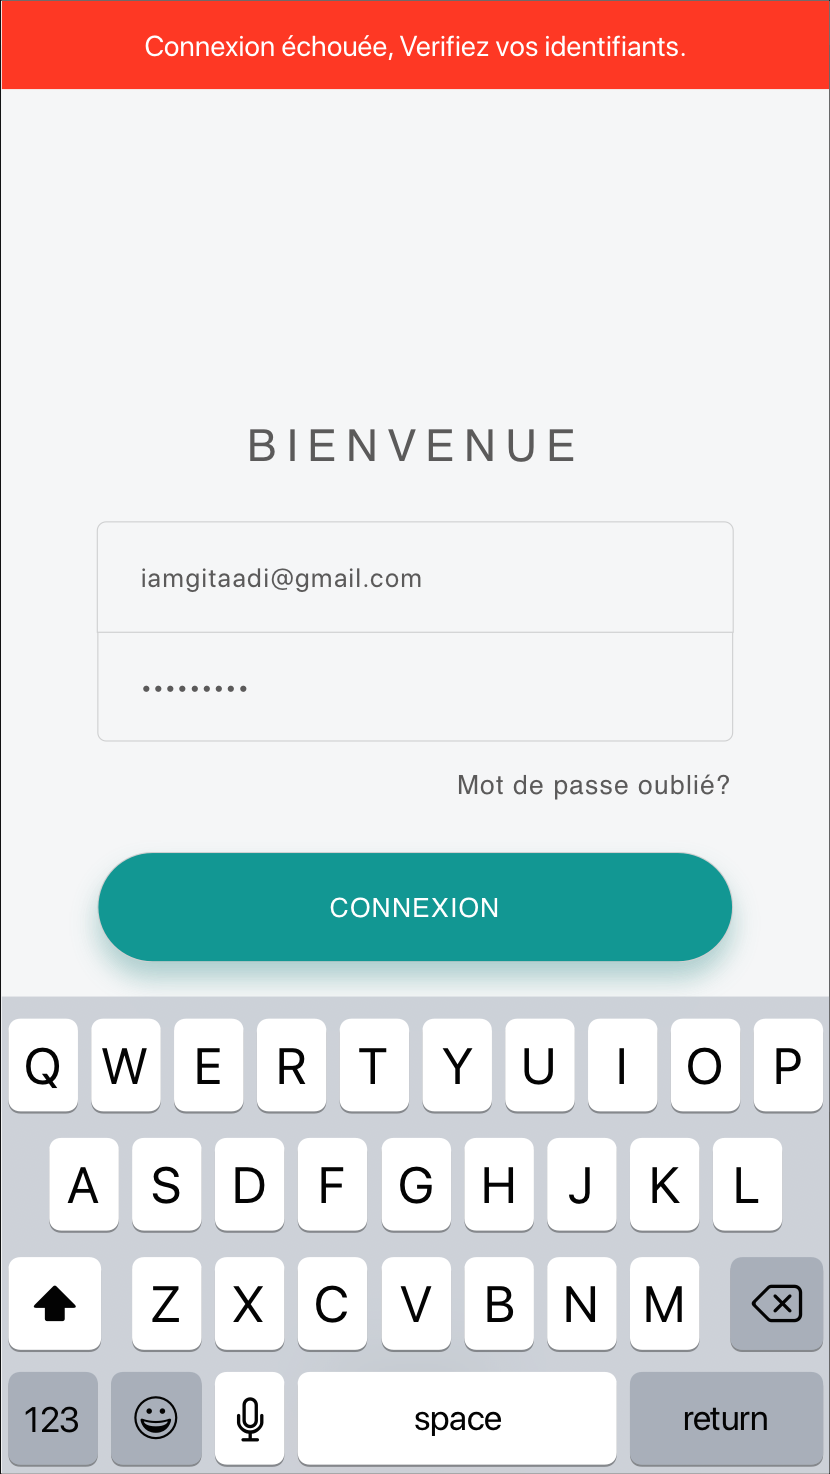 Connexion échouée, Verifiez vos identifiants.
BIENVENUE
iamgitaadi@gmail.com
•••••••••
Mot de passe oublié?
CONNEXION
Q W E R T Y U I O P
A S D F G H J K L
Z X C V B N M
123 space return